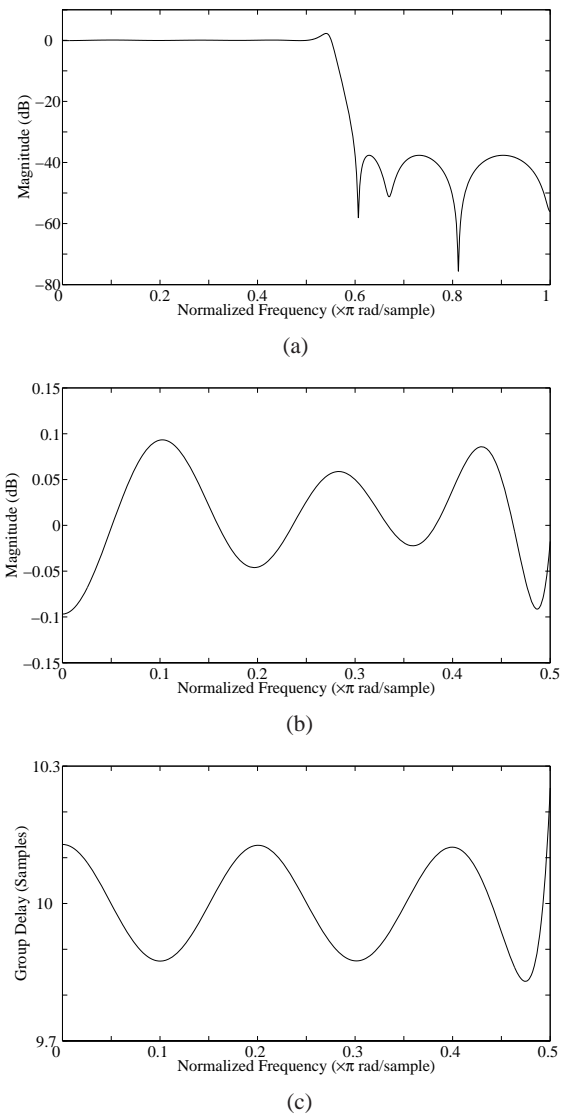 0
−20
−40
−60
−80
Magnitude (dB)
0 0.2 0.4 0.6 0.8 1
Normalized Frequency (×π rad/sample)
(a)
0.15
0.1
0.05
0
−0.05
−0.1
−0.15
Magnitude (dB)
0 0.1 0.2 0.3 0.4 0.5
Normalized Frequency (×π rad/sample)
(b)
10.3
10
9.7
Group Delay (Samples)
0 0.1 0.2 0.3 0.4 0.5
Normalized Frequency (×π rad/sample)
(c)